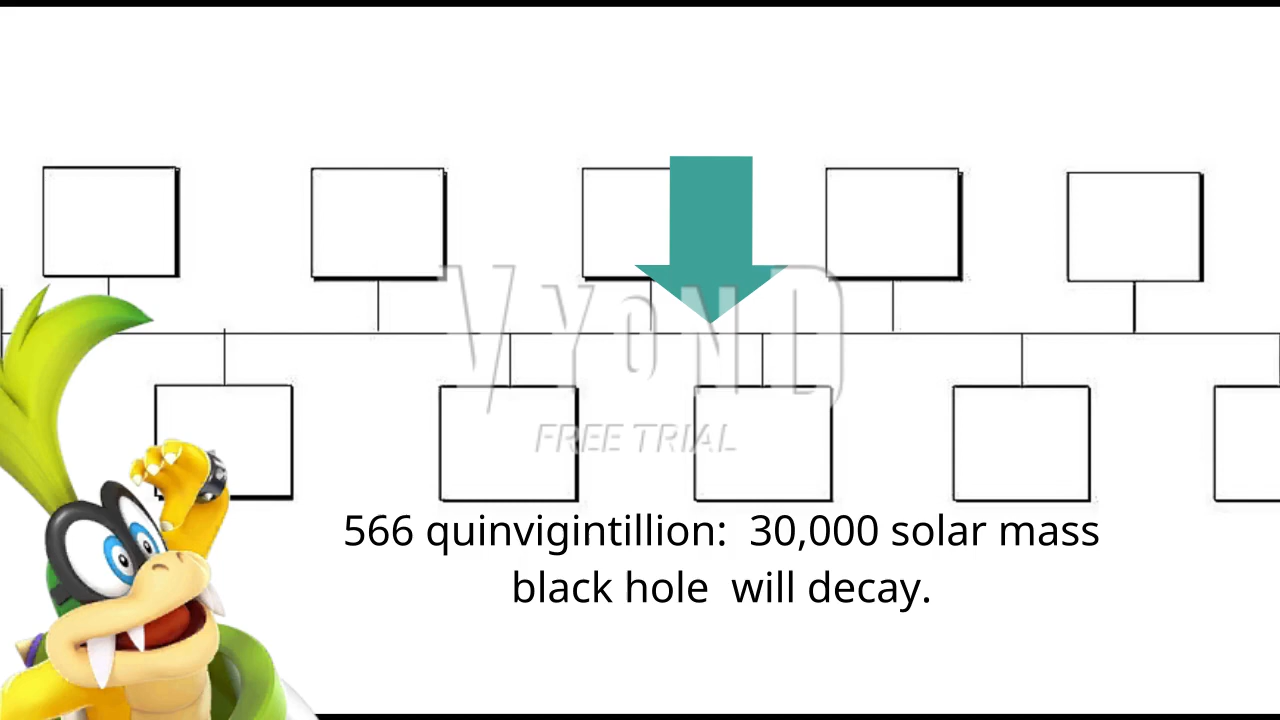 VYOND
FREE TRIAL
566 quinvigintillion:  30,000 solar mass
black hole  will decay.